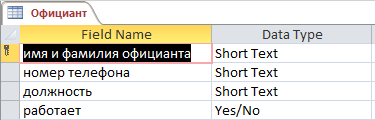 Официант
Field Name Data Type
имя и фамилия официанта Short Text
номер телефона Short Text
должность Short Text
работает Yes/No